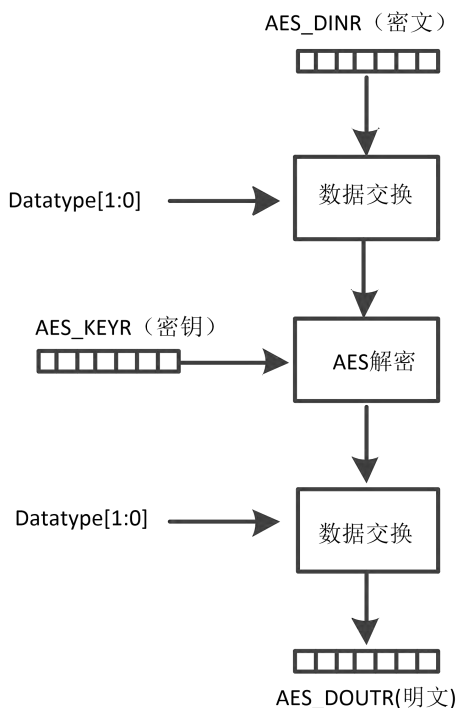 AES_DINR（密文）
数据交换
Datatype[1:0]
AES_KEYR（密钥）
AES解密
数据交换
Datatype[1:0]
AES_DOUTR(明文)